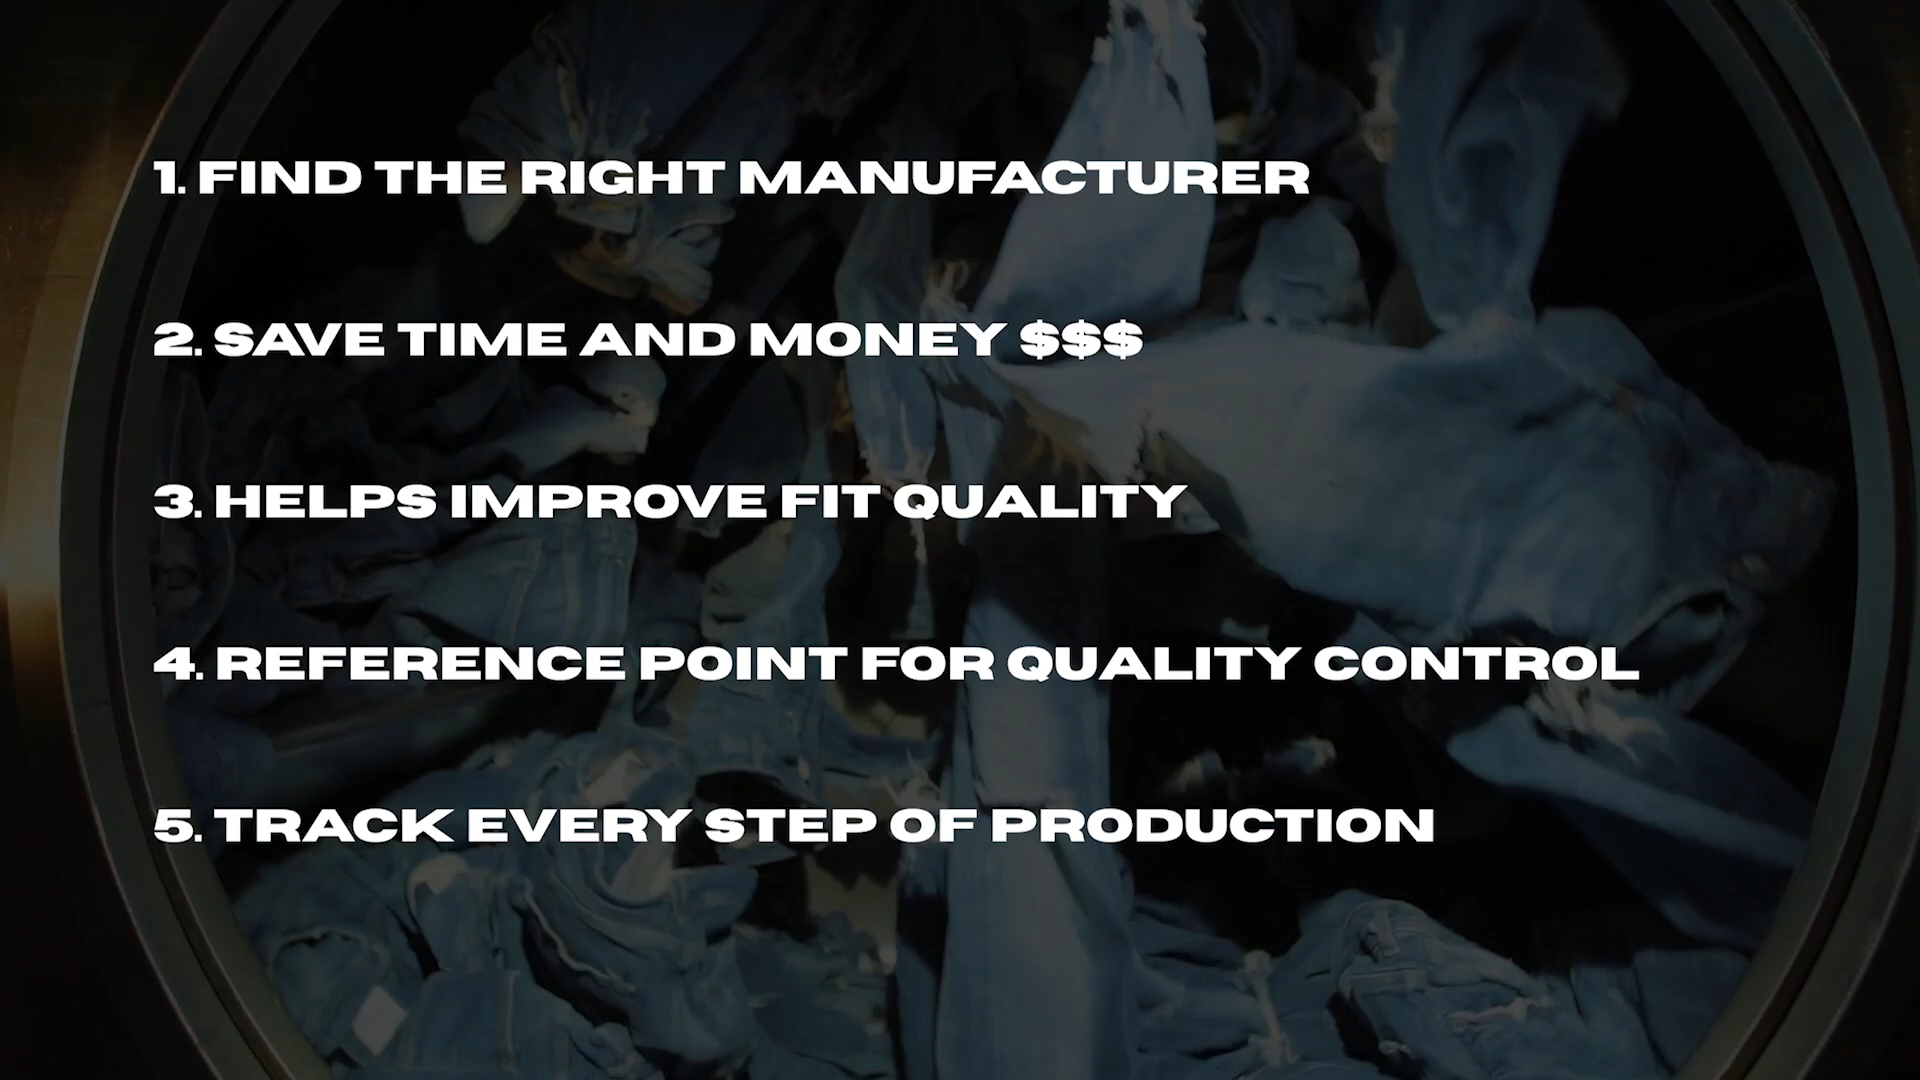 1. FIND THE RIGHT MANUFACTURER
2. SAVE TIME AND MONEY $$$
3. HELPS IMPROVE FIT QUALITY
4. REFERENCE POINT FOR QUALITY CONTROL
5. TRACK EVERY STEP OF PRODUCTION